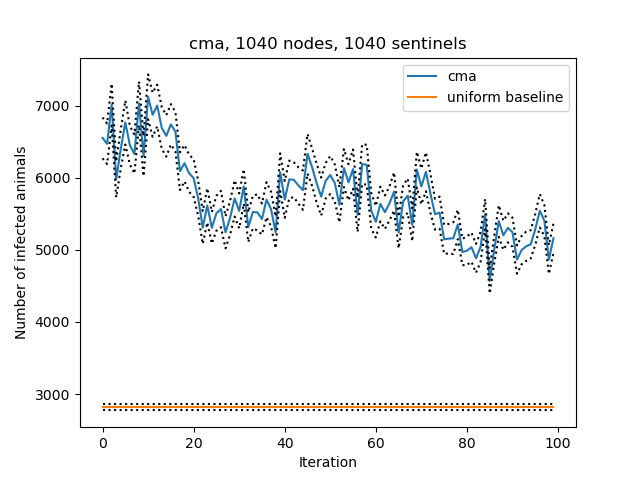 cma, 1040 nodes, 1040 sentinels
cma
uniform baseline
Number of infected animals
7000
6000
5000
4000
3000
0 20 40 60 80 100
Iteration